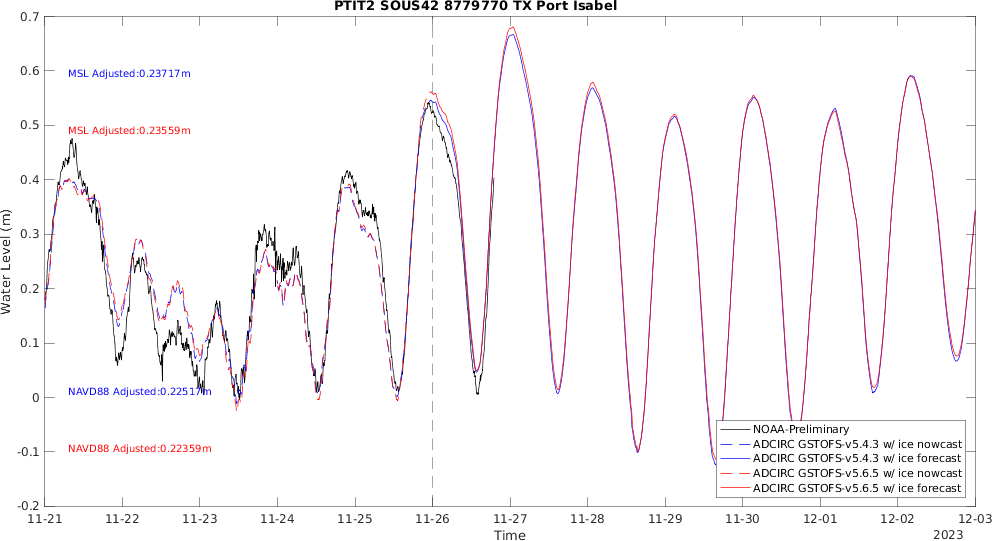 PTIT2 SOUS42 8779770 TX Port Isabel
0.7
0.6
0.5
0.4
0.3
0.2
0.1
0
-0.1
-0.2
Water Level (m)
MSL Adjusted:0.23717m
MSL Adjusted:0.23559m
NAVD88 Adjusted:0.22517m
NAVD88 Adjusted:0.22359m
NOAA-Preliminary
ADCIRC GSTOFS-v5.4.3 w/ ice nowcast
ADCIRC GSTOFS-v5.4.3 w/ ice forecast
ADCIRC GSTOFS-v5.6.5 w/ ice nowcast
ADCIRC GSTOFS-v5.6.5 w/ ice forecast
11-21 11-22 11-23 11-24 11-25 11-26 11-27 11-28 11-29 11-30 12-01 12-02 12-03
Time
2023